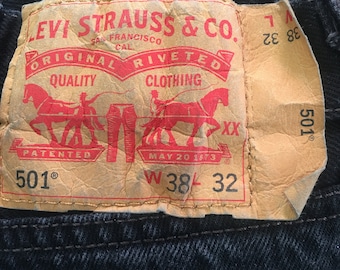 LEVI STRAUSS & CO.
SAN FRANCISCO
CAL.
ORIGINAL RIVETED
QUALITY CLOTHING
XX
PATENTED MAY 20 1873
501® W 38 L 32
W L
38 32
501®